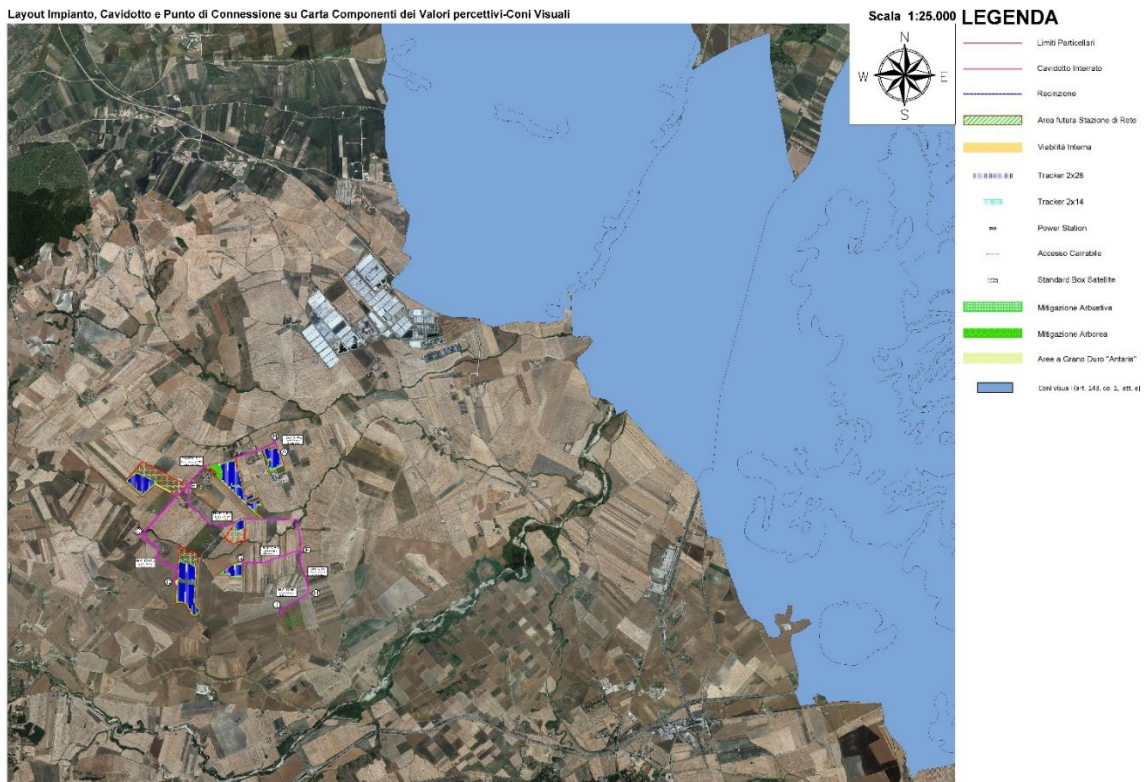 Layout Impianto, Cavidotto e Punto di Connessione su Carta Componenti dei Valori percettivi-Coni Visuali
Scala 1:25.000
N
W
E
S
LEGENDA
Limiti Particellari
Cavidotto Interrato
Recinzione
Area futura Stazione di Rete
Viabilità Interna
Tracker 2x28
Tracker 2x14
Power Station
Accesso Carrabile
Standard Box Satellite
Mitigazione Arbustiva
Mitigazione Arborea
Aree a Grano Duro "Antaris"
Coni visuali (art. 143, co. 1, lett. e)